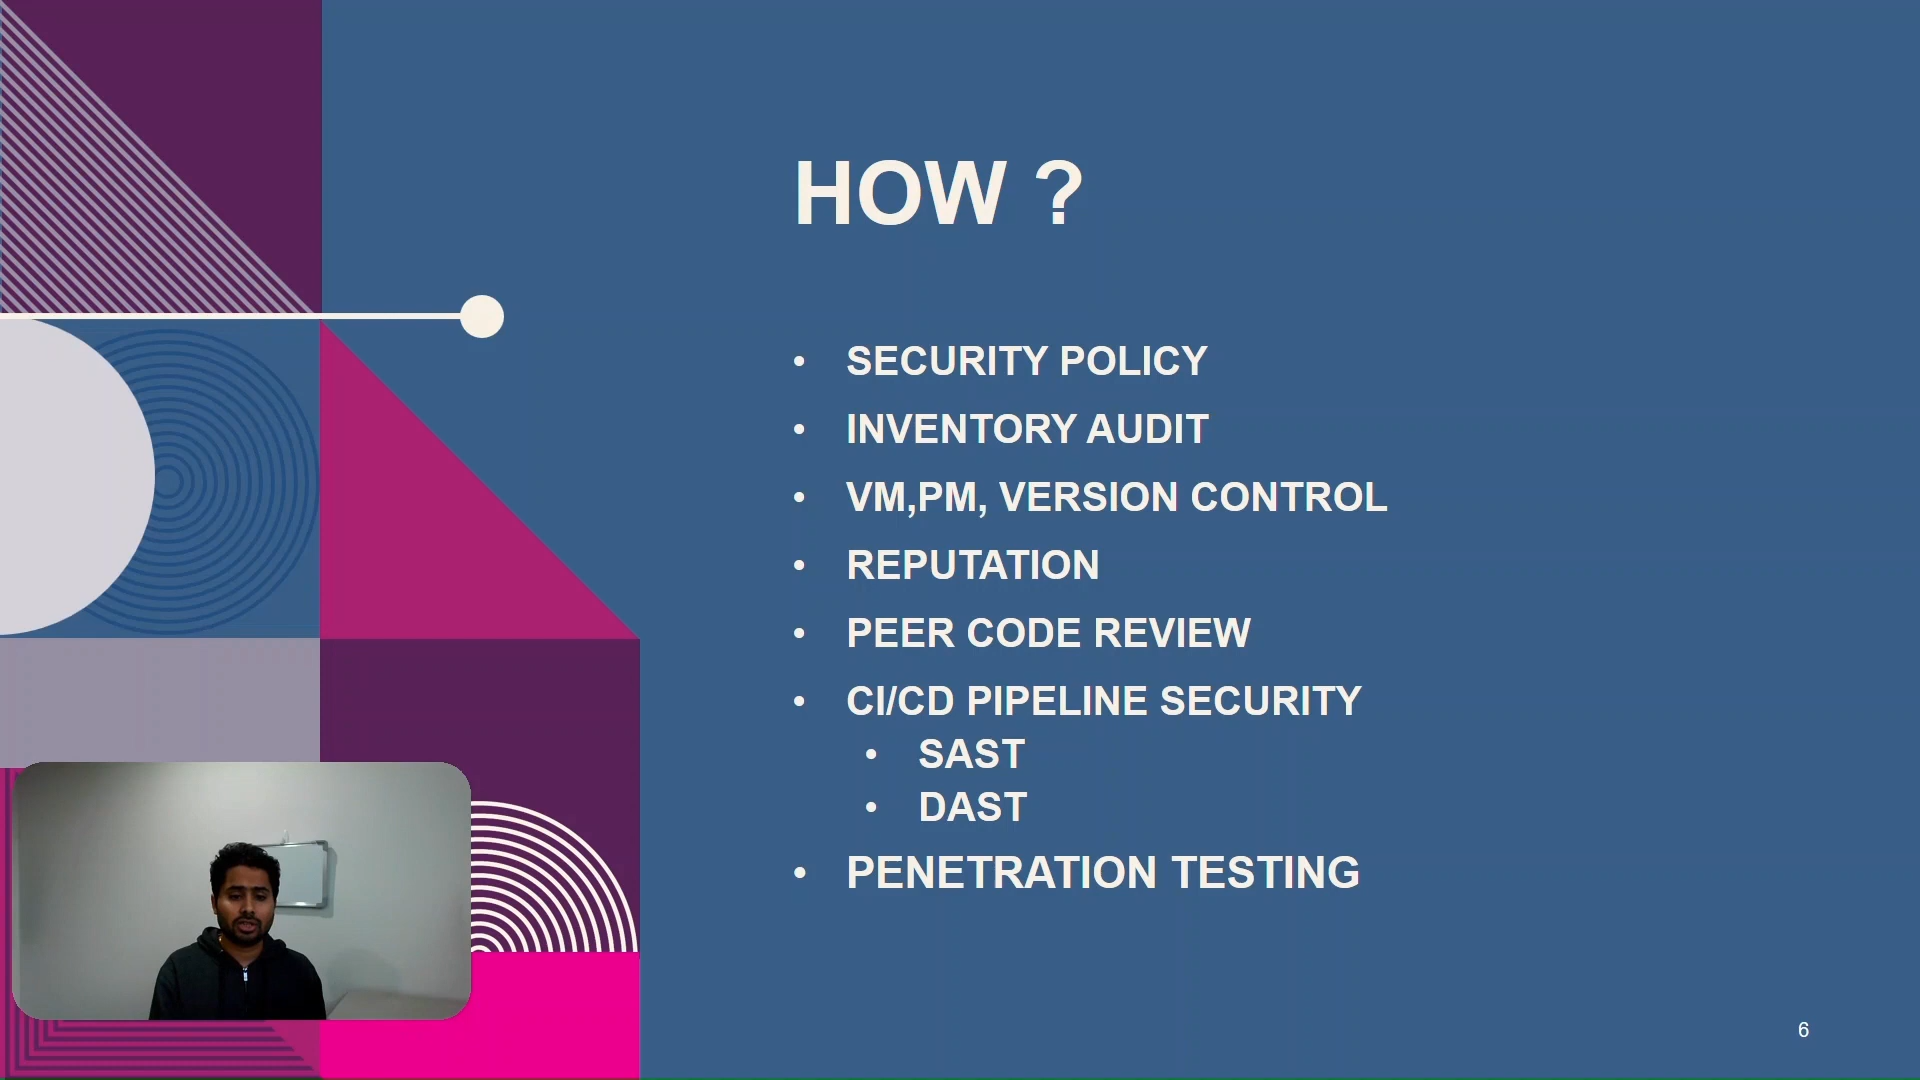 HOW ?
• SECURITY POLICY
• INVENTORY AUDIT
• VM,PM, VERSION CONTROL
• REPUTATION
• PEER CODE REVIEW
• CI/CD PIPELINE SECURITY
• SAST
• DAST
• PENETRATION TESTING
6